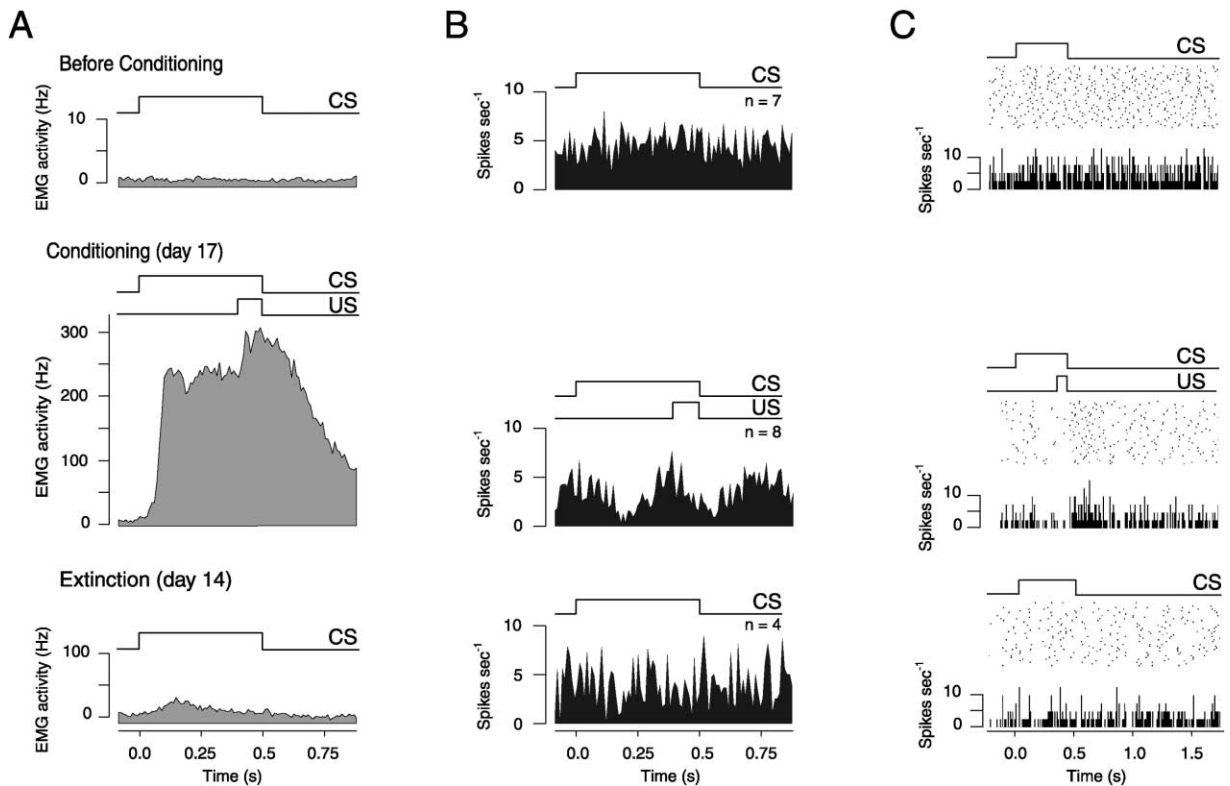 A
Before Conditioning
CS
10
0
EMG activity (Hz)
Conditioning (day 17)
CS
US
300
200
100
0
EMG activity (Hz)
Extinction (day 14)
CS
100
0
EMG activity (Hz)
0.0 0.25 0.5 0.75
Time (s)
B
CS
n = 7
10
5
0
Spikes sec-1
CS
US
n = 8
10
5
0
Spikes sec-1
CS
n = 4
10
5
0
Spikes sec-1
0.0 0.25 0.5 0.75
Time (s)
C
CS
10
0
Spikes sec-1
CS
US
10
0
Spikes sec-1
CS
10
0
Spikes sec-1
0.0 0.5 1.0 1.5
Time (s)